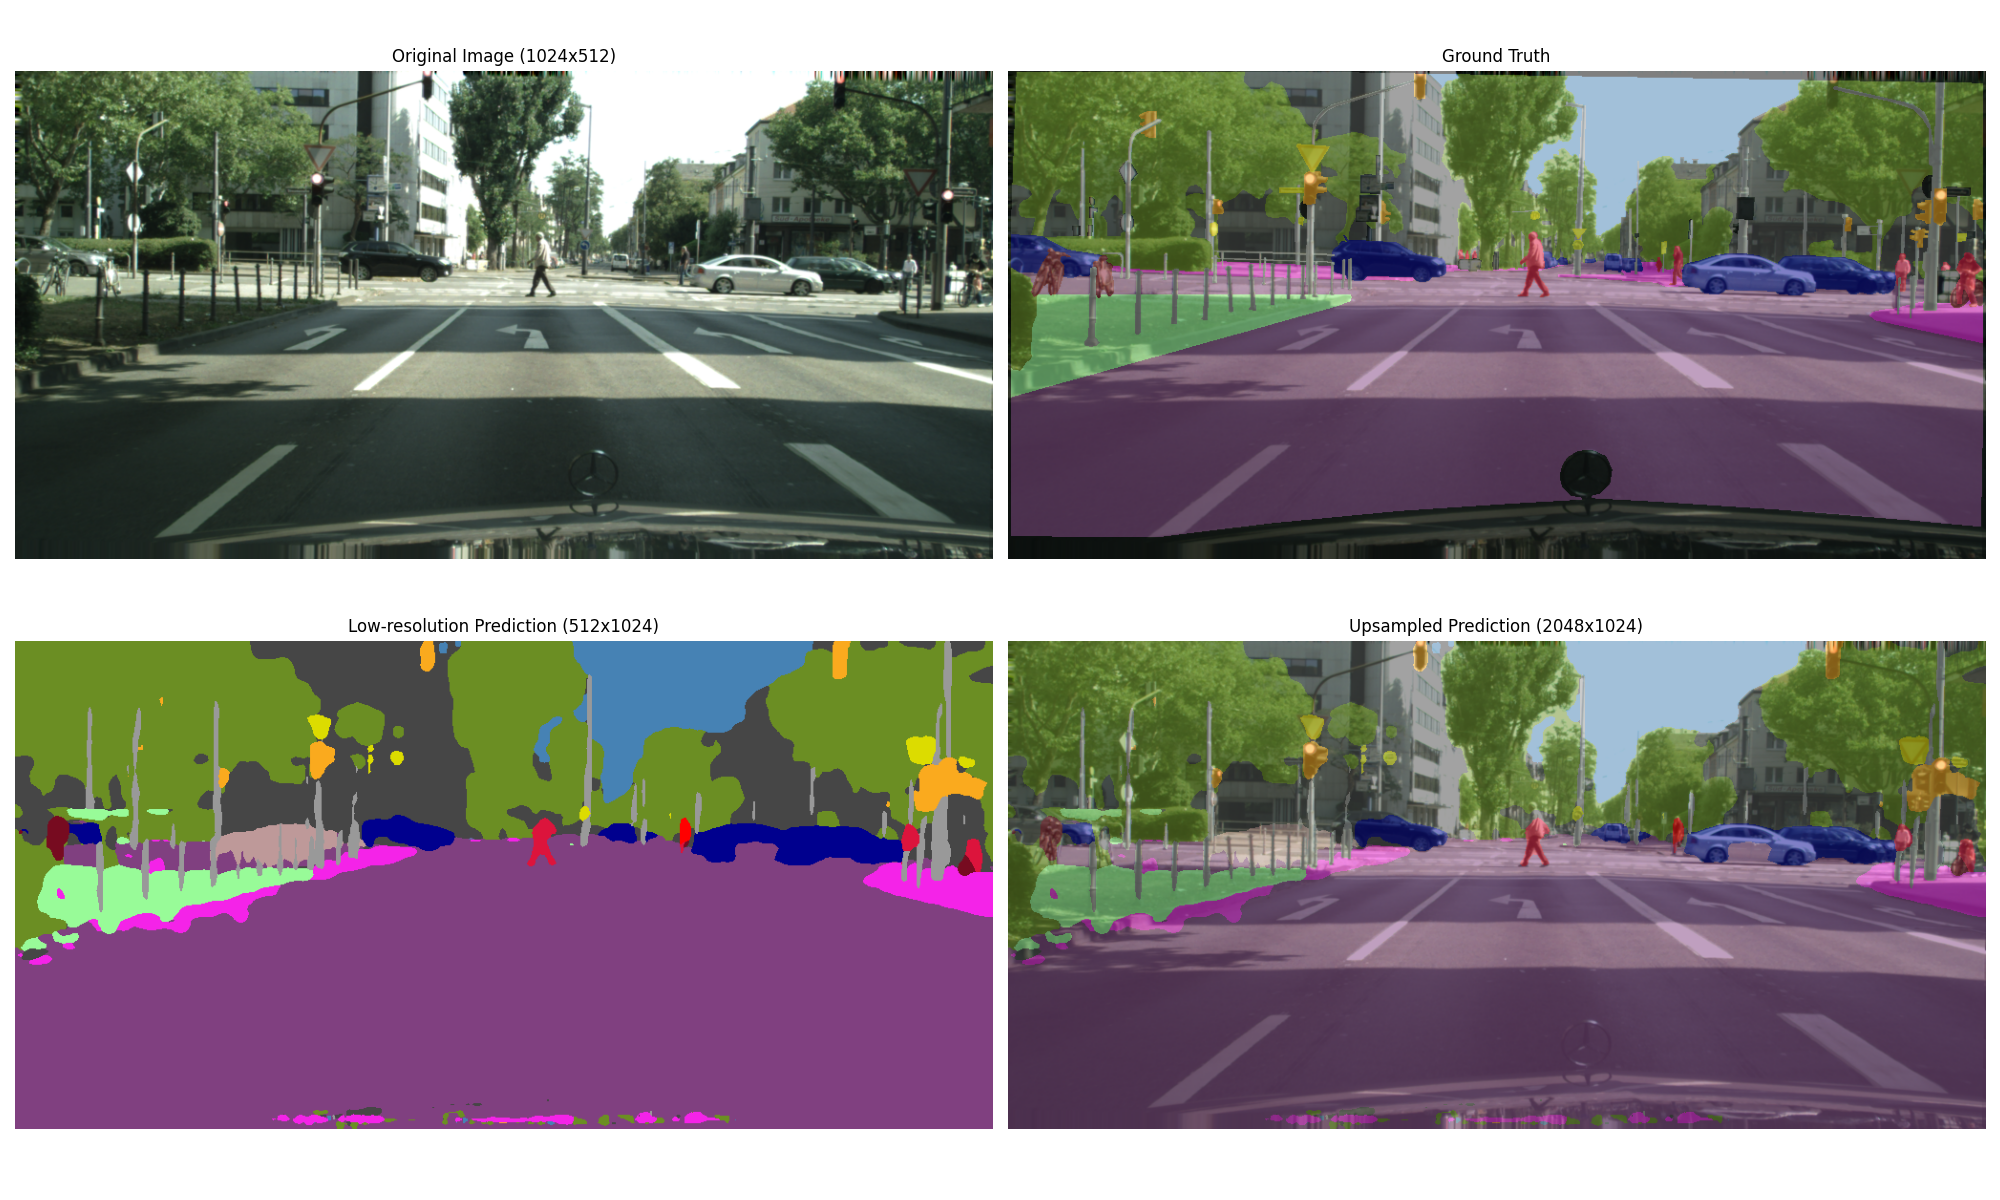 Original Image (1024x512)
Ground Truth
Low-resolution Prediction (512x1024)
Upsampled Prediction (2048x1024)